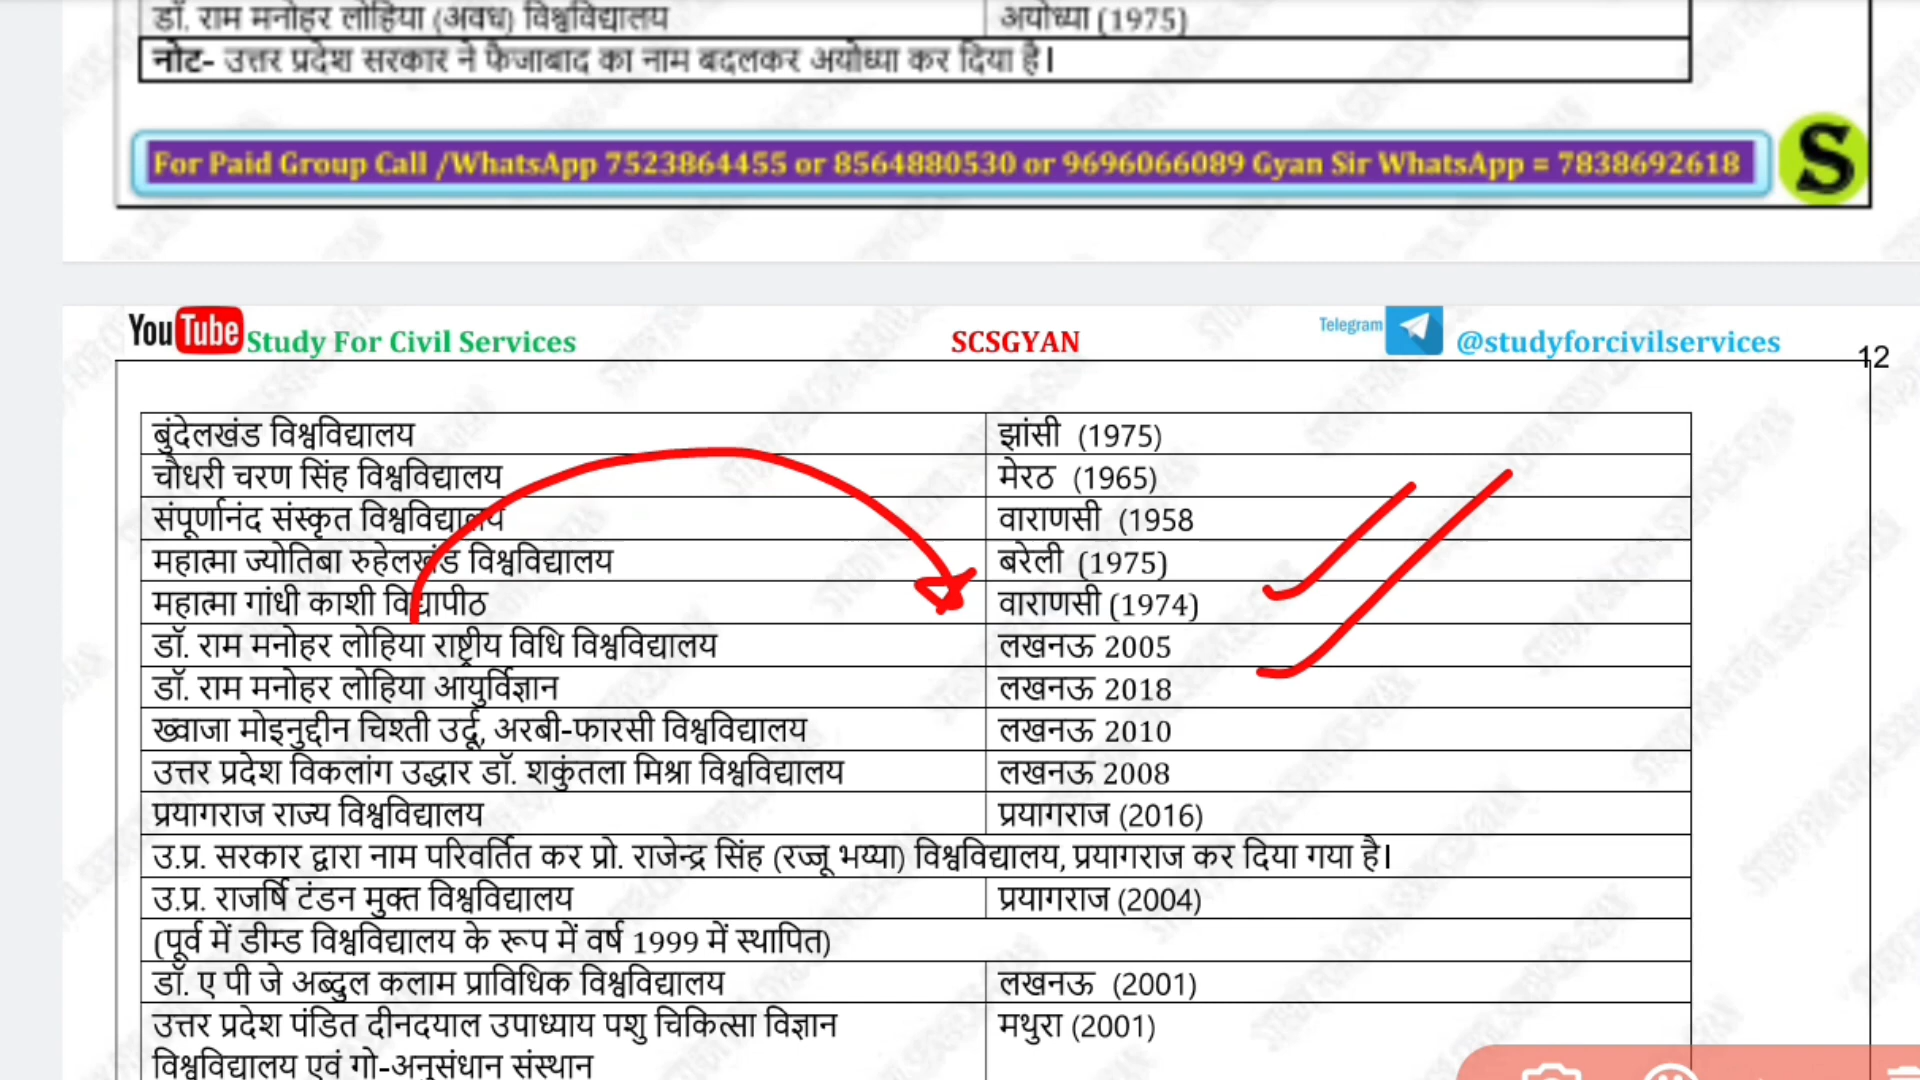 डॉ. राम मनोहर लोहिया (अवध) विश्वविद्यालय अयोध्या (1975)
नोट- उत्तर प्रदेश सरकार ने फैजाबाद का नाम बदलकर अयोध्या कर दिया है।
For Paid Group Call /WhatsApp 7523864455 or 8564880530 or 9696066089 Gyan Sir WhatsApp = 7838692618 S
YouTube Study For Civil Services SCSGYAN Telegram @studyforcivilservices 12
बुंदेलखंड विश्वविद्यालय झांसी (1975)
चौधरी चरण सिंह विश्वविद्यालय मेरठ (1965)
संपूर्णानंद संस्कृत विश्वविद्यालय वाराणसी (1958
महात्मा ज्योतिबा रुहेलखंड विश्वविद्यालय बरेली (1975)
महात्मा गांधी काशी विद्यापीठ वाराणसी (1974)
डॉ. राम मनोहर लोहिया राष्ट्रीय विधि विश्वविद्यालय लखनऊ 2005
डॉ. राम मनोहर लोहिया आयुर्विज्ञान लखनऊ 2018
ख्वाजा मोइनुद्दीन चिश्ती उर्दू, अरबी-फारसी विश्वविद्यालय लखनऊ 2010
उत्तर प्रदेश विकलांग उद्धार डॉ. शकुंतला मिश्रा विश्वविद्यालय लखनऊ 2008
प्रयागराज राज्य विश्वविद्यालय प्रयागराज (2016)
उ.प्र. सरकार द्वारा नाम परिवर्तित कर प्रो. राजेन्द्र सिंह (रज्जू भय्या) विश्वविद्यालय, प्रयागराज कर दिया गया है।
उ.प्र. राजर्षि टंडन मुक्त विश्वविद्यालय प्रयागराज (2004)
(पूर्व में डीम्ड विश्वविद्यालय के रूप में वर्ष 1999 में स्थापित)
डॉ. ए पी जे अब्दुल कलाम प्राविधिक विश्वविद्यालय लखनऊ (2001)
उत्तर प्रदेश पंडित दीनदयाल उपाध्याय पशु चिकित्सा विज्ञान मथुरा (2001)
विश्वविद्यालय एवं गो-अनुसंधान संस्थान